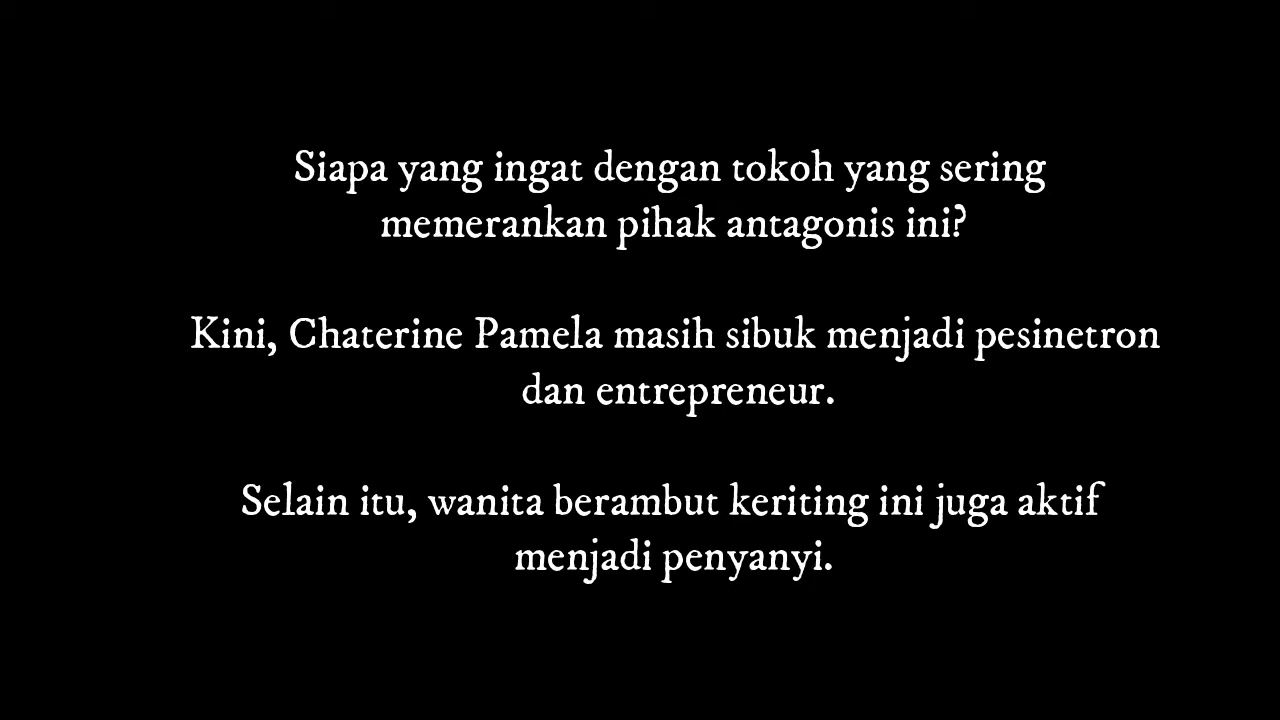 Siapa yang ingat dengan tokoh yang sering
memerankan pihak antagonis ini?
Kini, Chaterine Pamela masih sibuk menjadi pesinetron
dan entrepreneur.
Selain itu, wanita berambut keriting ini juga aktif
menjadi penyanyi.